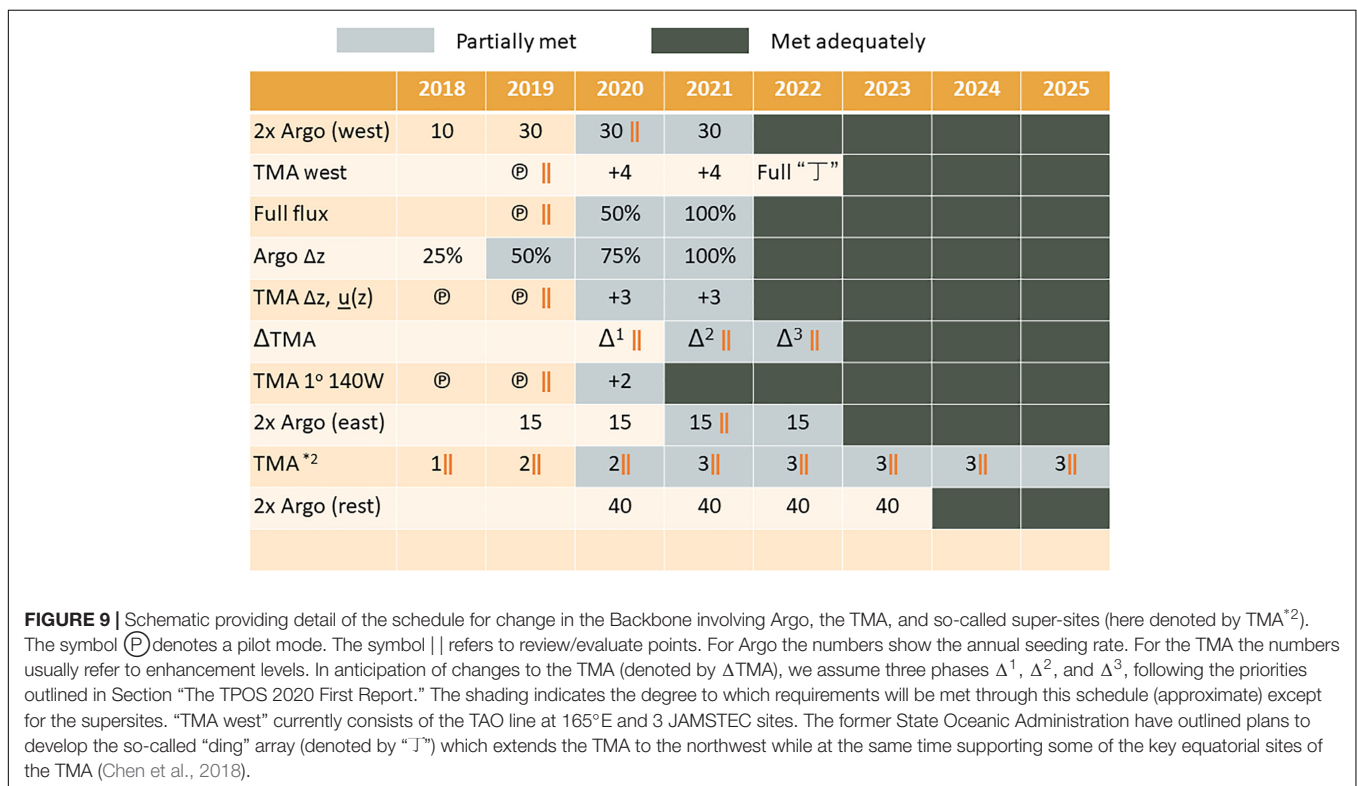 Partially met Met adequately
2018 2019 2020 2021 2022 2023 2024 2025
2x Argo (west) 10 30 30 || 30
TMA west Ⓟ || +4 +4 Full “丁”
Full flux Ⓟ || 50% 100%
Argo Δz 25% 50% 75% 100%
TMA Δz, u(z) Ⓟ Ⓟ || +3 +3
ΔTMA Δ¹ || Δ² || Δ³ ||
TMA 1º 140W Ⓟ Ⓟ || +2
2x Argo (east) 15 15 15 || 15
TMA*² 1|| 2|| 2|| 3|| 3|| 3|| 3|| 3||
2x Argo (rest) 40 40 40 40
FIGURE 9 | Schematic providing detail of the schedule for change in the Backbone involving Argo, the TMA, and so-called super-sites (here denoted by TMA*²).
The symbol Ⓟ denotes a pilot mode. The symbol || refers to review/evaluate points. For Argo the numbers show the annual seeding rate. For the TMA the numbers
usually refer to enhancement levels. In anticipation of changes to the TMA (denoted by ΔTMA), we assume three phases Δ¹, Δ², and Δ³, following the priorities
outlined in Section “The TPOS 2020 First Report.” The shading indicates the degree to which requirements will be met through this schedule (approximate) except
for the supersites. “TMA west” currently consists of the TAO line at 165°E and 3 JAMSTEC sites. The former State Oceanic Administration have outlined plans to
develop the so-called “ding” array (denoted by “丁”) which extends the TMA to the northwest while at the same time supporting some of the key equatorial sites of
the TMA (Chen et al., 2018).